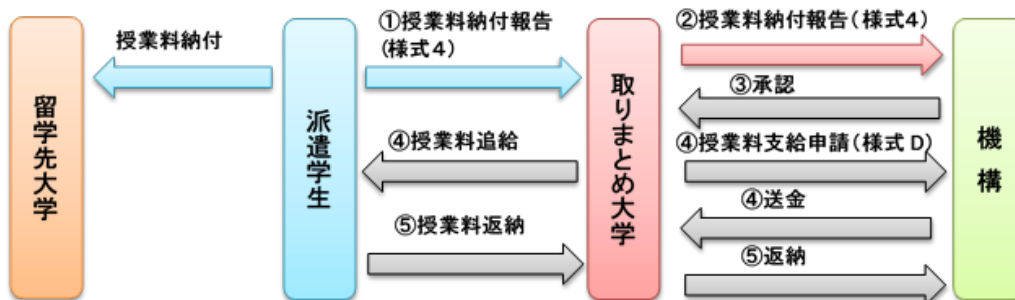 留学先大学
授業料納付
派遣学生
①授業料納付報告
(様式4)
④授業料追給
⑤授業料返納
取りまとめ大学
②授業料納付報告(様式4)
③承認
④授業料支給申請(様式 D)
④送金
⑤返納
機構